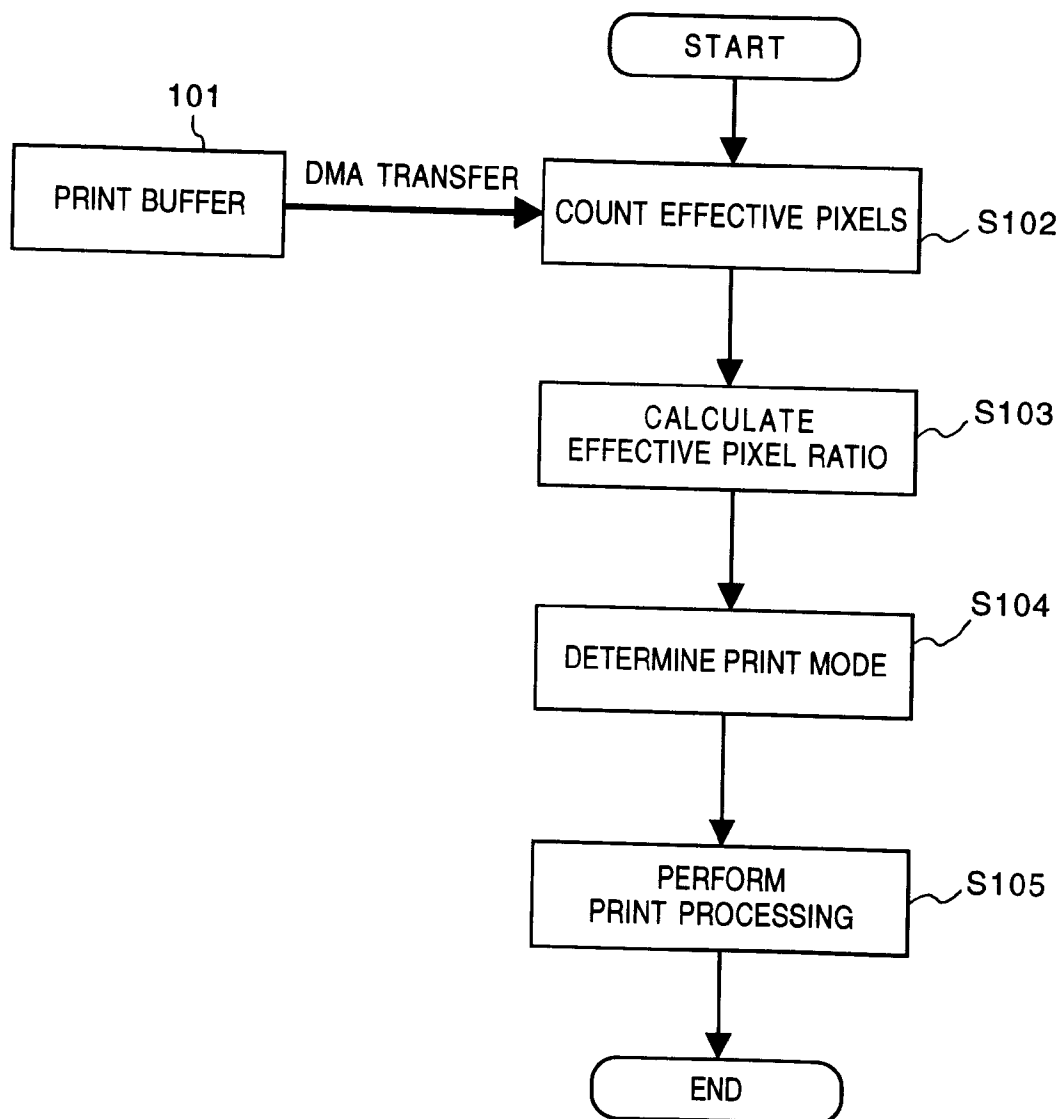 START
101
PRINT BUFFER
DMA TRANSFER
COUNT EFFECTIVE PIXELS
S102
CALCULATE
EFFECTIVE PIXEL RATIO
S103
DETERMINE PRINT MODE
S104
PERFORM
PRINT PROCESSING
S105
END